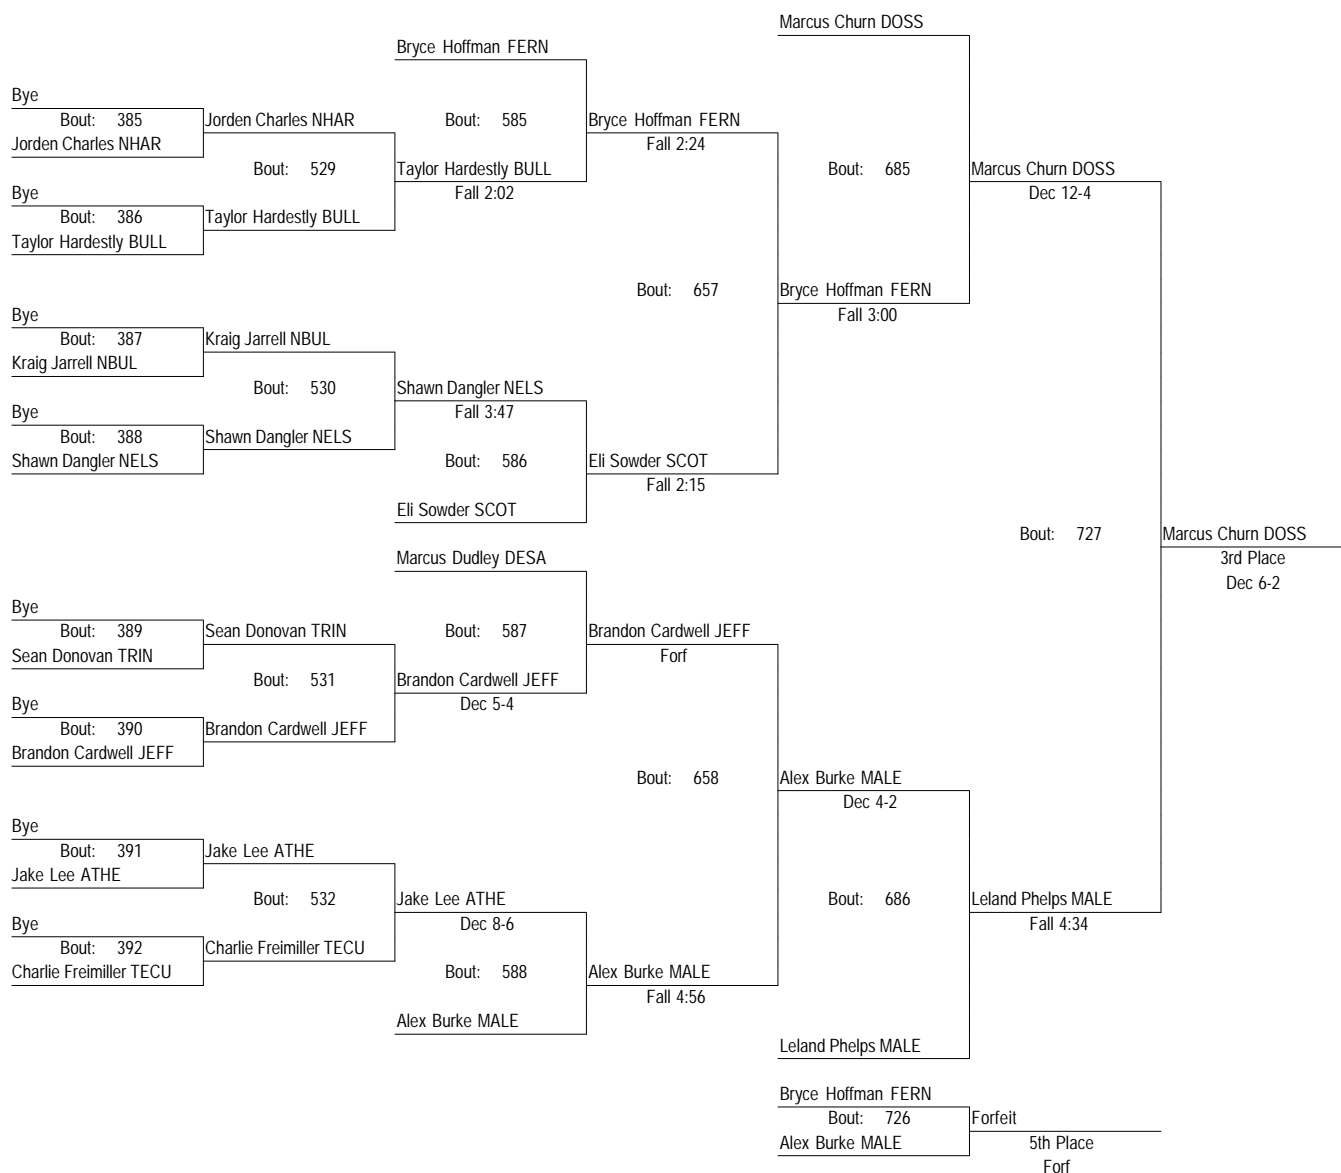 Marcus Churn DOSS
Bryce Hoffman FERN
Bye
Bout: 385
Jorden Charles NHAR
Jorden Charles NHAR
Bout: 585
Bryce Hoffman FERN
Fall 2:24
Bout: 529
Taylor Hardestly BULL
Fall 2:02
Bout: 685
Marcus Churn DOSS
Dec 12-4
Bye
Bout: 386
Taylor Hardestly BULL
Taylor Hardestly BULL
Bout: 657
Bryce Hoffman FERN
Fall 3:00
Bye
Bout: 387
Kraig Jarrell NBUL
Kraig Jarrell NBUL
Bout: 530
Shawn Dangler NELS
Fall 3:47
Bye
Bout: 388
Shawn Dangler NELS
Shawn Dangler NELS
Bout: 586
Eli Sowder SCOT
Fall 2:15
Eli Sowder SCOT
Bout: 727
Marcus Churn DOSS
3rd Place
Dec 6-2
Marcus Dudley DESA
Bye
Bout: 389
Sean Donovan TRIN
Sean Donovan TRIN
Bout: 587
Brandon Cardwell JEFF
Forf
Bout: 531
Brandon Cardwell JEFF
Dec 5-4
Bye
Bout: 390
Brandon Cardwell JEFF
Brandon Cardwell JEFF
Bout: 658
Alex Burke MALE
Dec 4-2
Bye
Bout: 391
Jake Lee ATHE
Jake Lee ATHE
Bout: 532
Jake Lee ATHE
Dec 8-6
Bout: 686
Leland Phelps MALE
Fall 4:34
Bye
Bout: 392
Charlie Freimiller TECU
Charlie Freimiller TECU
Bout: 588
Alex Burke MALE
Fall 4:56
Alex Burke MALE
Leland Phelps MALE
Bryce Hoffman FERN
Bout: 726
Alex Burke MALE
Forfeit
5th Place
Forf